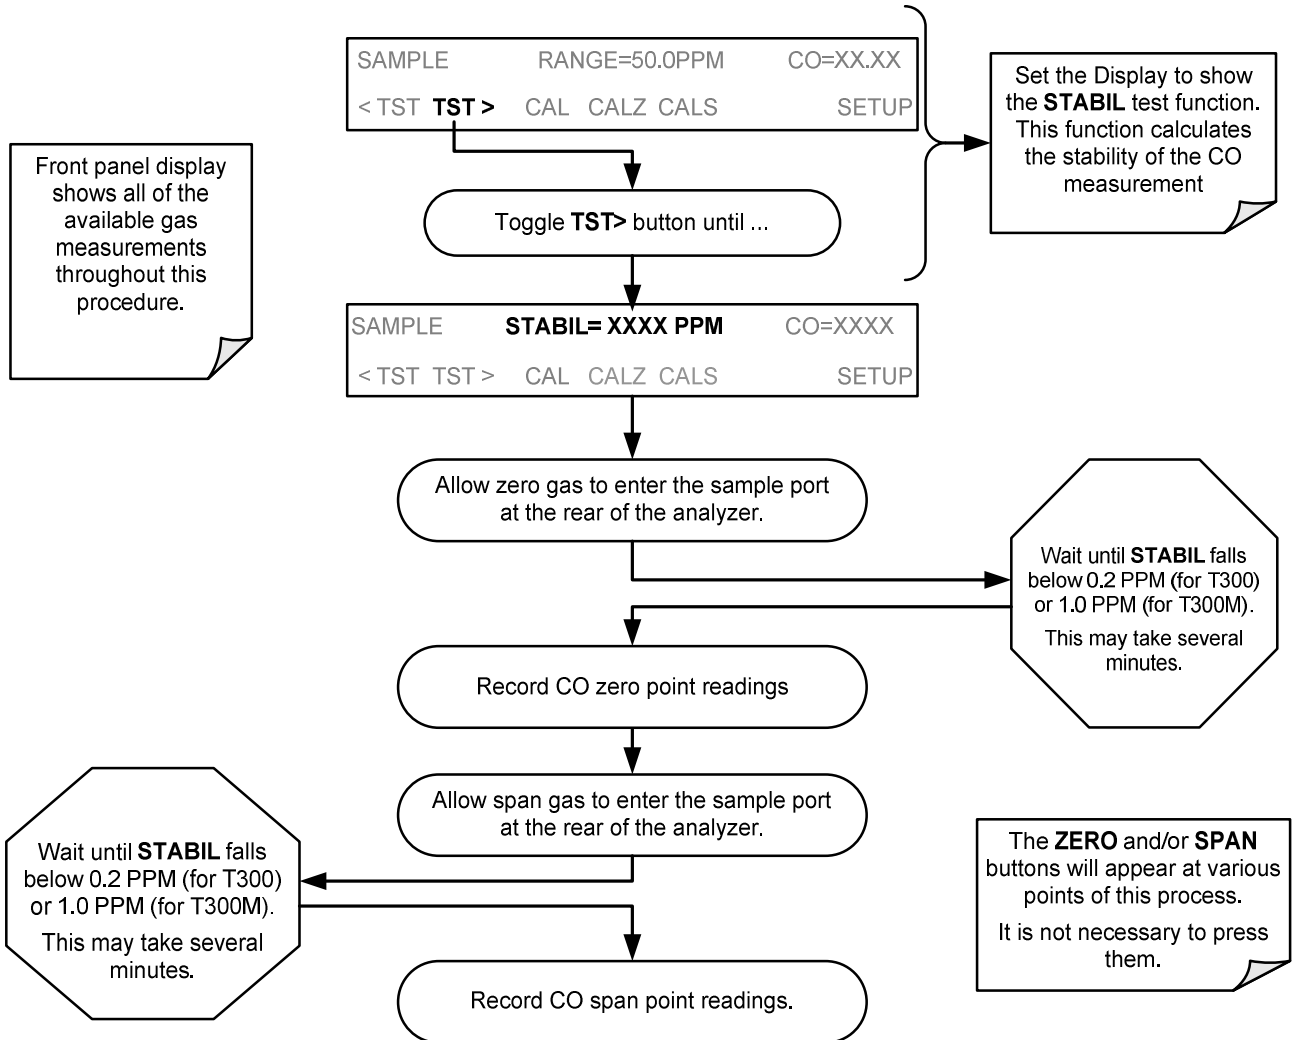 SAMPLE RANGE=50.0PPM CO=XX.XX
< TST TST > CAL CALZ CALS SETUP
Set the Display to show
the STABIL test function.
This function calculates
the stability of the CO
measurement
Front panel display
shows all of the
available gas
measurements
throughout this
procedure.
Toggle TST> button until ...
SAMPLE STABIL= XXXX PPM CO=XXXX
< TST TST > CAL CALZ CALS SETUP
Allow zero gas to enter the sample port
at the rear of the analyzer.
Wait until STABIL falls
below 0.2 PPM (for T300)
or 1.0 PPM (for T300M).
This may take several
minutes.
Record CO zero point readings
Allow span gas to enter the sample port
at the rear of the analyzer.
Wait until STABIL falls
below 0.2 PPM (for T300)
or 1.0 PPM (for T300M).
This may take several
minutes.
The ZERO and/or SPAN
buttons will appear at various
points of this process.
It is not necessary to press
them.
Record CO span point readings.